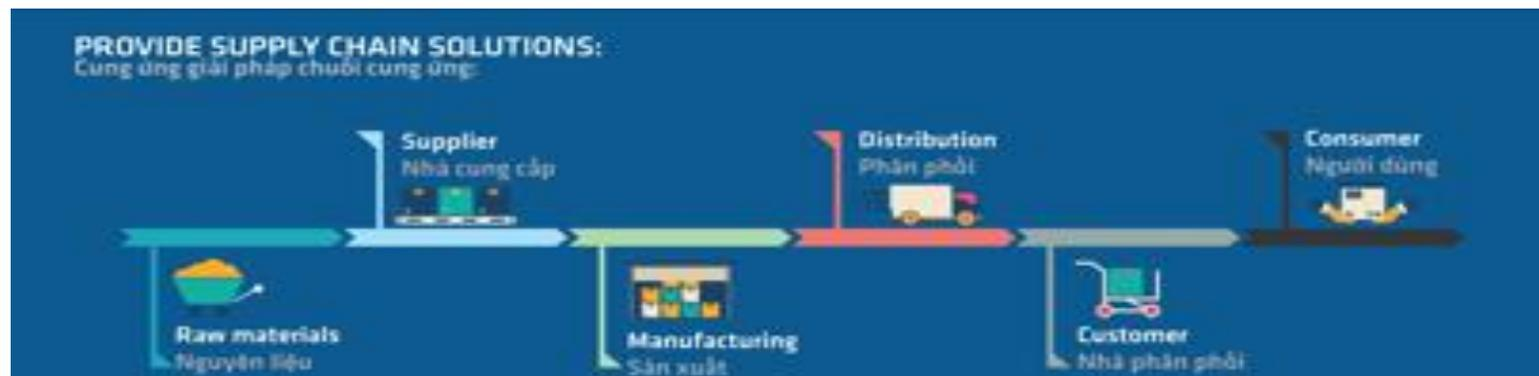 PROVIDE SUPPLY CHAIN SOLUTIONS:
Cung ứng giải pháp chuỗi cung ứng:
Supplier
Nhà cung cấp
Distribution
Phân phối
Consumer
Người dùng
Raw materials
Nguyên liệu
Manufacturing
Sản xuất
Customer
Nhà phân phối